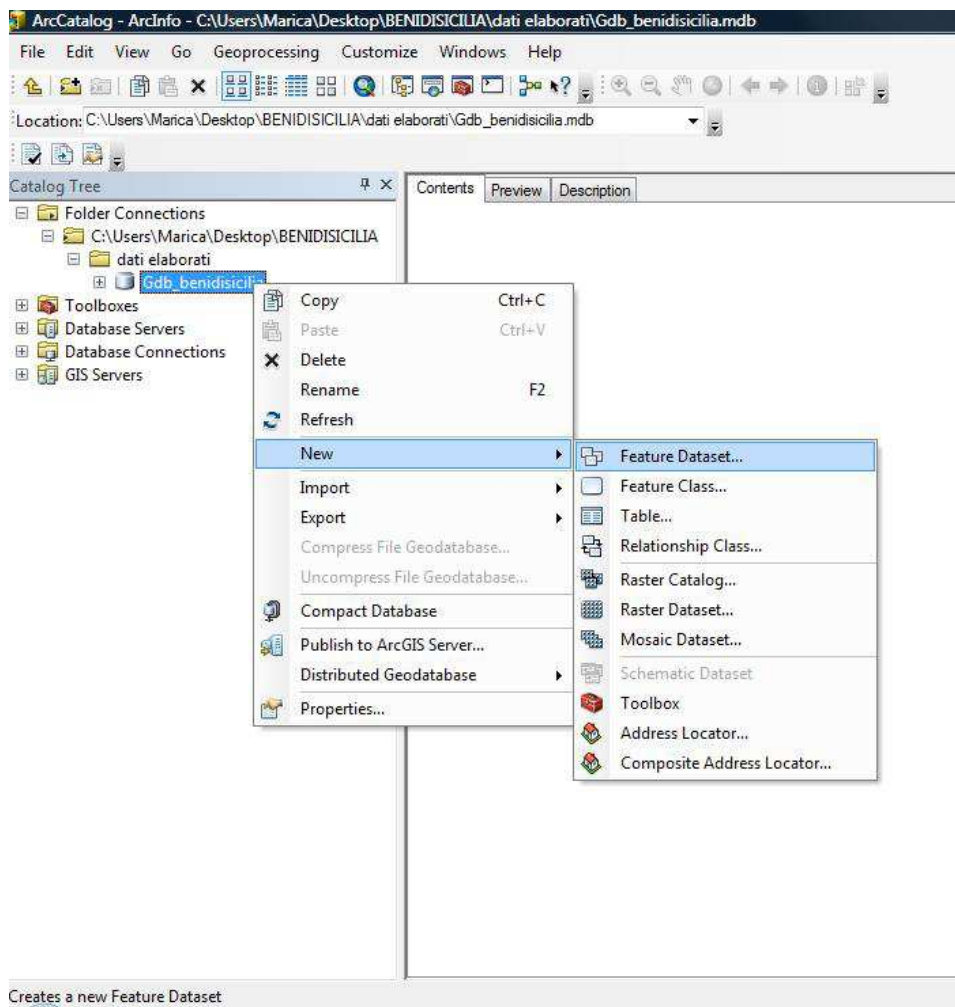 ArcCatalog - ArcInfo - C:\Users\Marica\Desktop\BENIDISICILIA\dati elaborati\Gdb_benidisicilia.mdb
File Edit View Go Geoprocessing Customize Windows Help
Location: C:\Users\Marica\Desktop\BENIDISICILIA\dati elaborati\Gdb_benidisicilia.mdb
Catalog Tree
Contents Preview Description
Folder Connections
C:\Users\Marica\Desktop\BENIDISICILIA
dati elaborati
Gdb_benidisicilia
Toolboxes
Database Servers
Database Connections
GIS Servers
Copy Ctrl+C
Paste Ctrl+V
Delete
Rename F2
Refresh
New
Import
Export
Compress File Geodatabase...
Uncompress File Geodatabase...
Compact Database
Publish to ArcGIS Server...
Distributed Geodatabase
Properties...
Feature Dataset...
Feature Class...
Table...
Relationship Class...
Raster Catalog...
Raster Dataset...
Mosaic Dataset...
Schematic Dataset
Toolbox
Address Locator...
Composite Address Locator...
Creates a new Feature Dataset